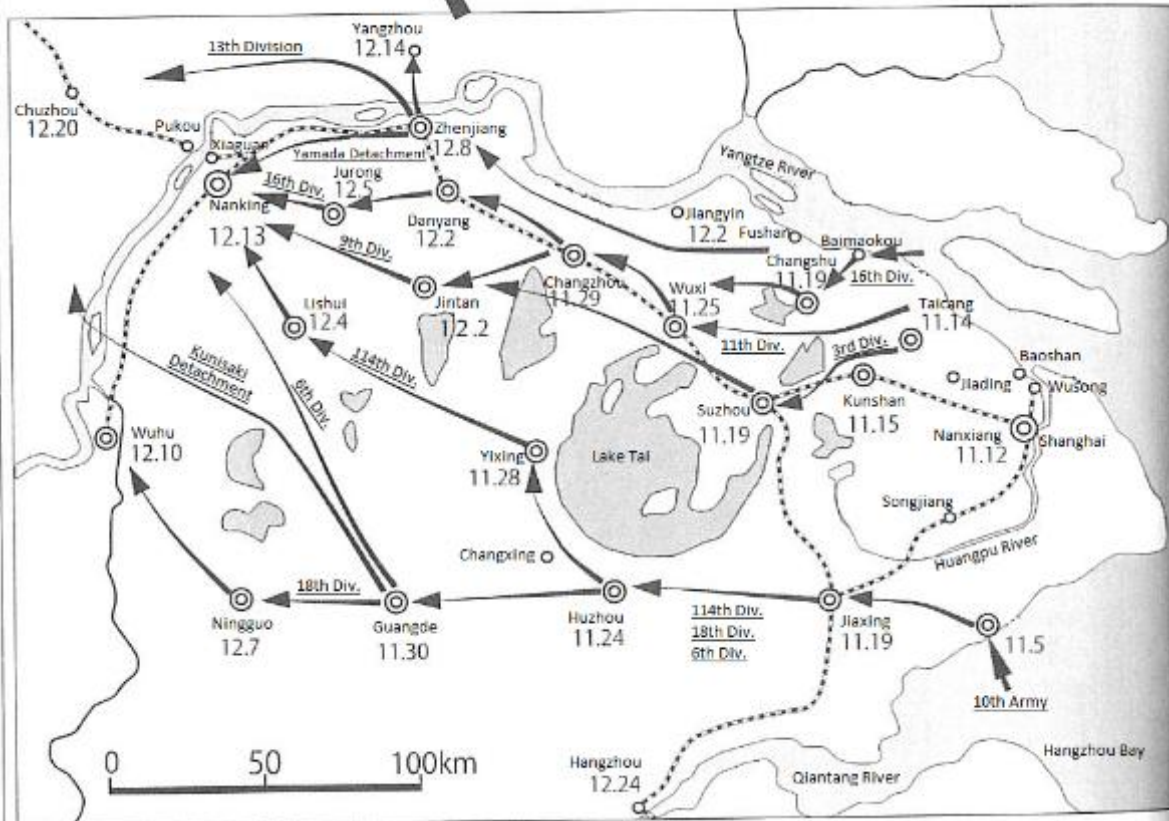 13th Division
Yangzhou
12.14
Chuzhou
12.20
Pukou
Xiaguan
Zhenjiang
12.8
Yamada Detachment
Yangtze River
16th Div.
Jurong
12.5
Nanking
12.13
Danyang
12.2
9th Div.
Jiangyin
12.2
Fushan
Baimaokou
Changshu
11.19
16th Div.
Changzhou
11.29
Jintan
12.2
Wuxi
11.25
Taicang
11.14
Lishui
12.4
11th Div.
3rd Div.
Kunisaki
Detachment
114th Div.
6th Div.
Baoshan
Jiading
Wusong
Kunshan
11.15
Suzhou
11.19
Nanxiang
11.12
Shanghai
Wuhu
12.10
Yixing
11.28
Lake Tai
Songjiang
Huangpu River
Changxing
18th Div.
Ningguo
12.7
Guangde
11.30
Huzhou
11.24
114th Div.
18th Div.
6th Div.
Jiaxing
11.19
11.5
10th Army
0 50 100km
Hangzhou
12.24
Qiantang River
Hangzhou Bay